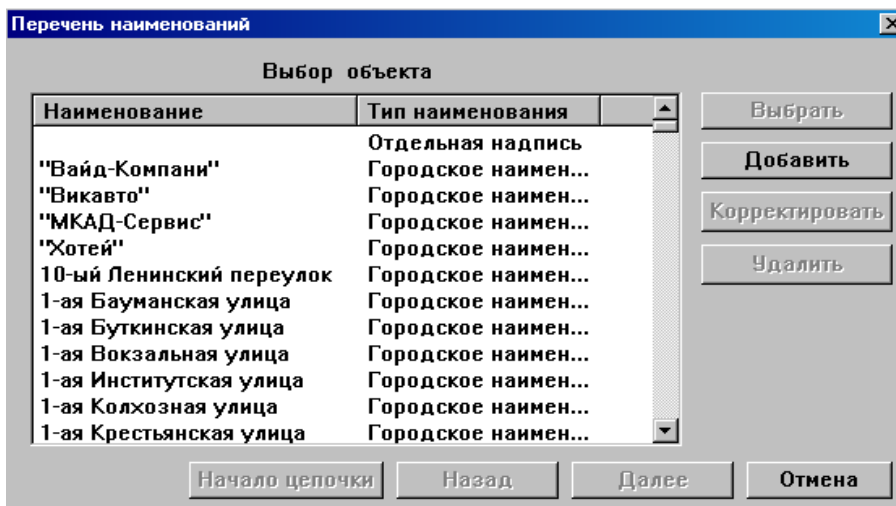 Перечень наименований
Выбор объекта
Наименование Тип наименования
Отдельная надпись
"Вайд-Компани" Городское наимен...
"Викавто" Городское наимен...
"МКАД-Сервис" Городское наимен...
"Хотей" Городское наимен...
10-ый Ленинский переулок Городское наимен...
1-ая Бауманская улица Городское наимен...
1-ая Буткинская улица Городское наимен...
1-ая Вокзальная улица Городское наимен...
1-ая Институтская улица Городское наимен...
1-ая Колхозная улица Городское наимен...
1-ая Крестьянская улица Городское наимен...
Выбрать
Добавить
Корректировать
Удалить
Начало цепочки Назад Далее Отмена